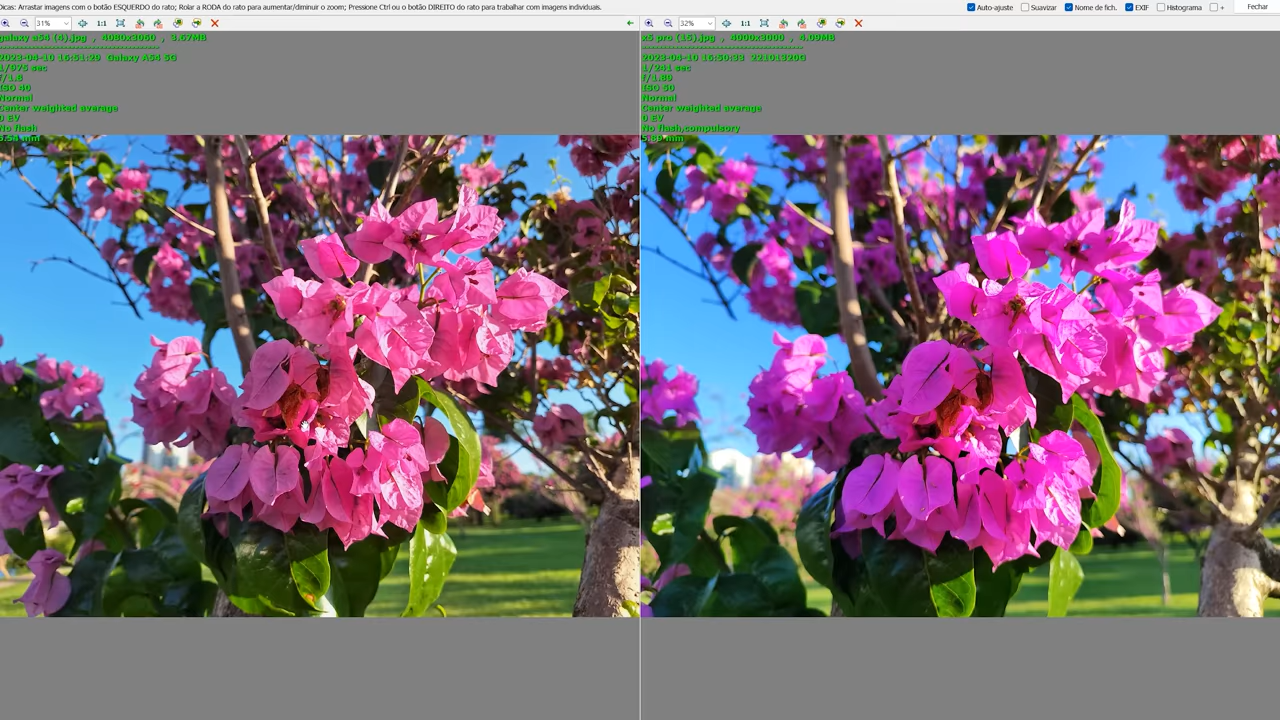 Dicas: Arrastar imagens com o botão ESQUERDO do rato; Rolar a RODA do rato para aumentar/diminuir o zoom; Pressione Ctrl ou o botão DIREITO do rato para trabalhar com imagens individuais.
Auto-ajuste Suavizar Nome de fich. EXIF Histograma + Fechar
31% 1:1
32% 1:1
galaxy a54 (4).jpg , 4080x3060 , 3.67MB
2023-04-10 16:51:29 Galaxy A54 5G
1/975 sec
f/1.8
ISO 40
Normal
Center weighted average
0 EV
No flash
x5 pro (15).jpg , 4000x3000 , 4.09MB
2023-04-10 16:50:33 22101320G
1/241 sec
f/1.89
ISO 50
Normal
Center weighted average
0 EV
No flash,compulsory